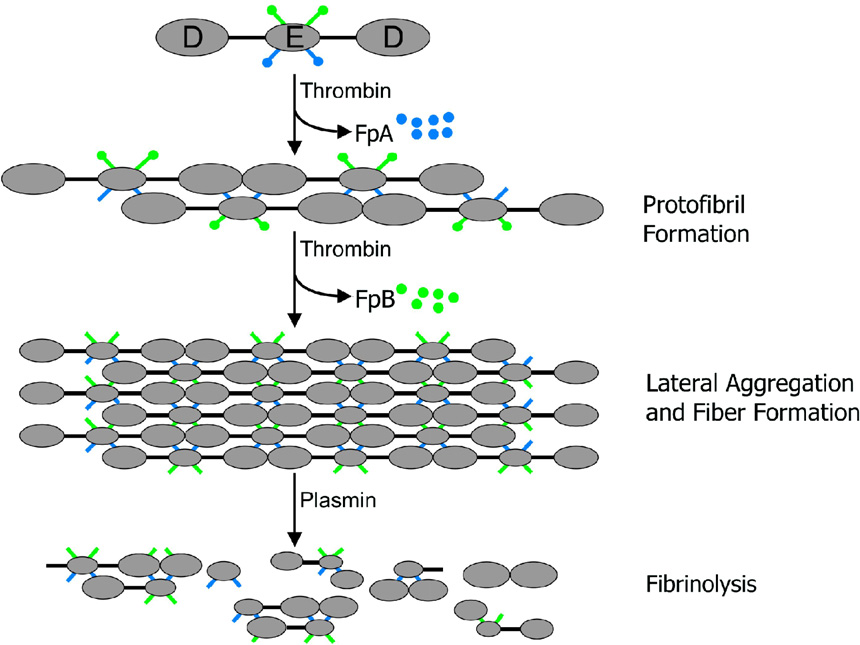 D E D
Thrombin
FpA
Protofibril
Formation
Thrombin
FpB
Lateral Aggregation
and Fiber Formation
Plasmin
Fibrinolysis